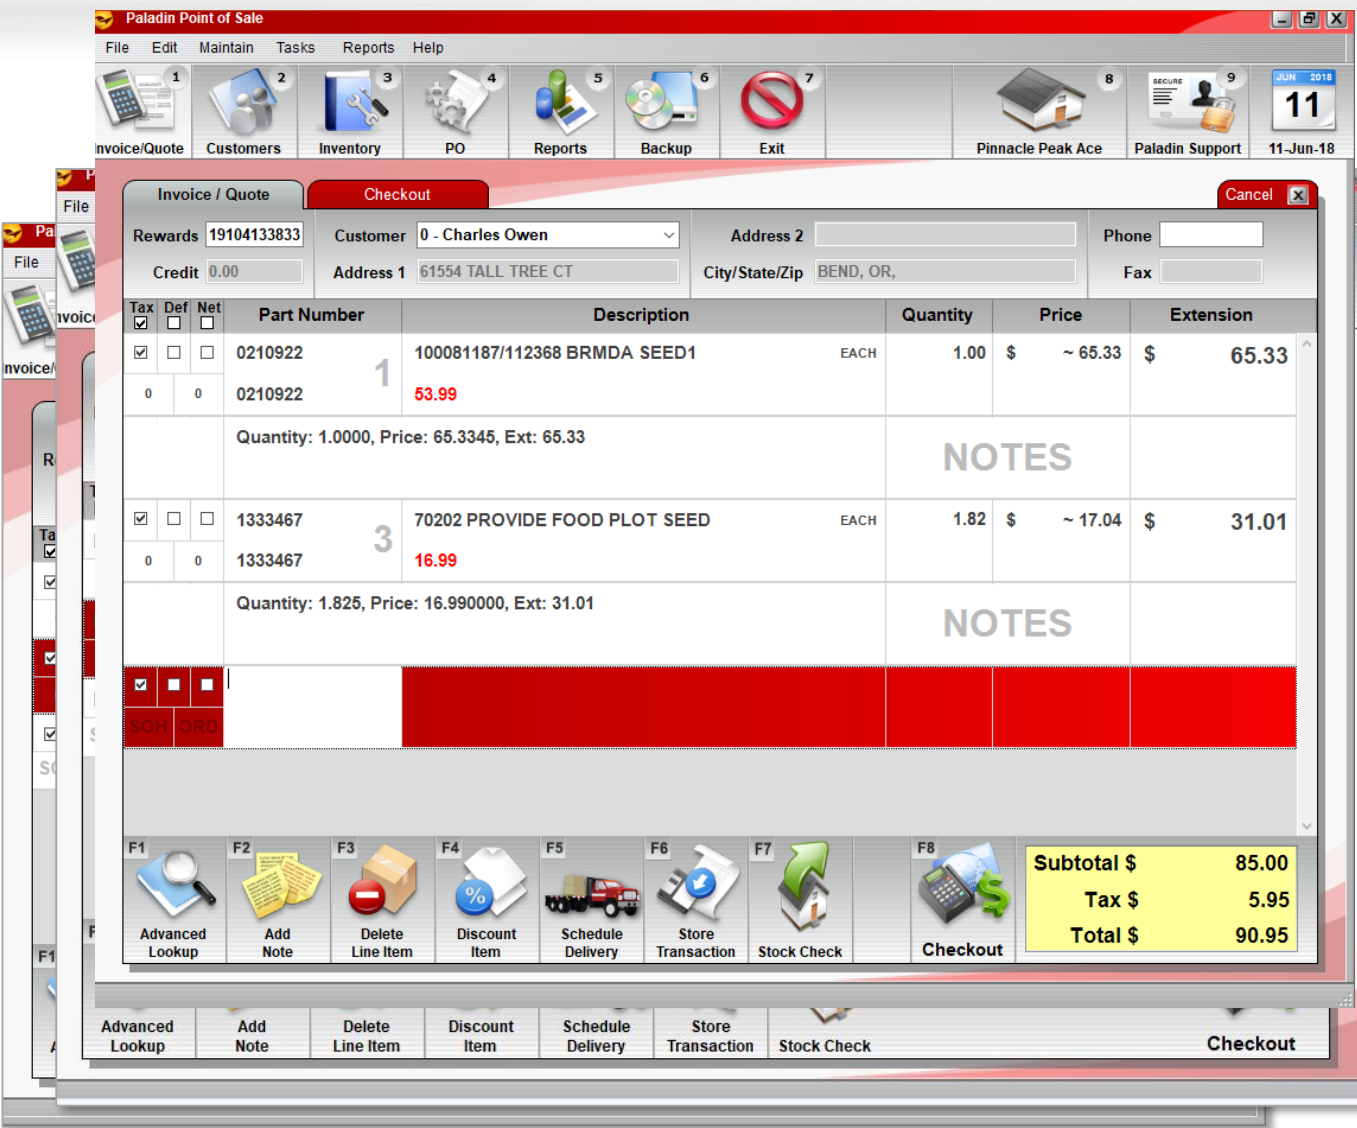 Paladin Point of Sale
File Edit Maintain Tasks Reports Help
1 2 3 4 5 6 7 8 SECURE 9 JUN 2018
11
nvoice/Quote Customers Inventory PO Reports Backup Exit Pinnacle Peak Ace Paladin Support 11-Jun-18
Invoice / Quote Checkout Cancel X
Rewards 19104133833 Customer 0 - Charles Owen Address 2 Phone
Credit 0.00 Address 1 61554 TALL TREE CT City/State/Zip BEND, OR, Fax
Tax Def Net Part Number Description Quantity Price Extension
0210922 1 100081187/112368 BRMDA SEED1 EACH 1.00 $ ~ 65.33 $ 65.33
0 0 0210922 53.99
Quantity: 1.0000, Price: 65.3345, Ext: 65.33 NOTES
1333467 3 70202 PROVIDE FOOD PLOT SEED EACH 1.82 $ ~ 17.04 $ 31.01
0 0 1333467 16.99
Quantity: 1.825, Price: 16.990000, Ext: 31.01 NOTES
SOH ORD
F1 F2 F3 F4 F5 F6 F7 F8
Advanced Lookup
Add Note
Delete Line Item
Discount Item
Schedule Delivery
Store Transaction
Stock Check
Checkout
Subtotal $ 85.00
Tax $ 5.95
Total $ 90.95
File
Pa
File
nvoice/
F1
Advanced Lookup
Add Note
Delete Line Item
Discount Item
Schedule Delivery
Store Transaction
Stock Check
Checkout